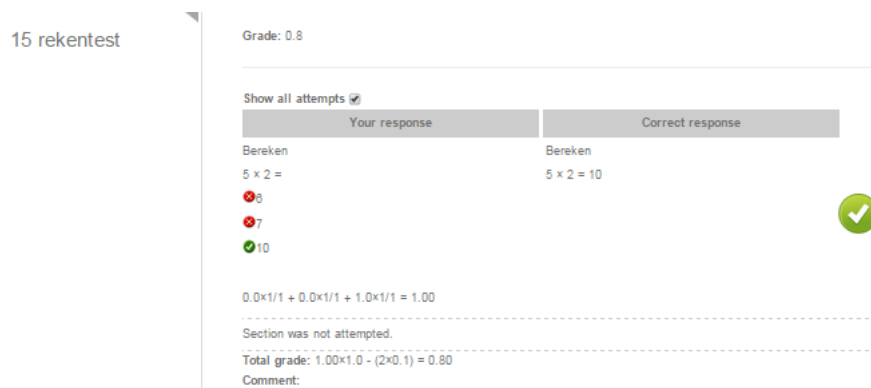 15 rekentest
Grade: 0.8
Show all attempts
Your response Correct response
Bereken Bereken
5 × 2 = 5 × 2 = 10
6
7
10
0.0×1/1 + 0.0×1/1 + 1.0×1/1 = 1.00
Section was not attempted.
Total grade: 1.00×1.0 - (2×0.1) = 0.80
Comment: